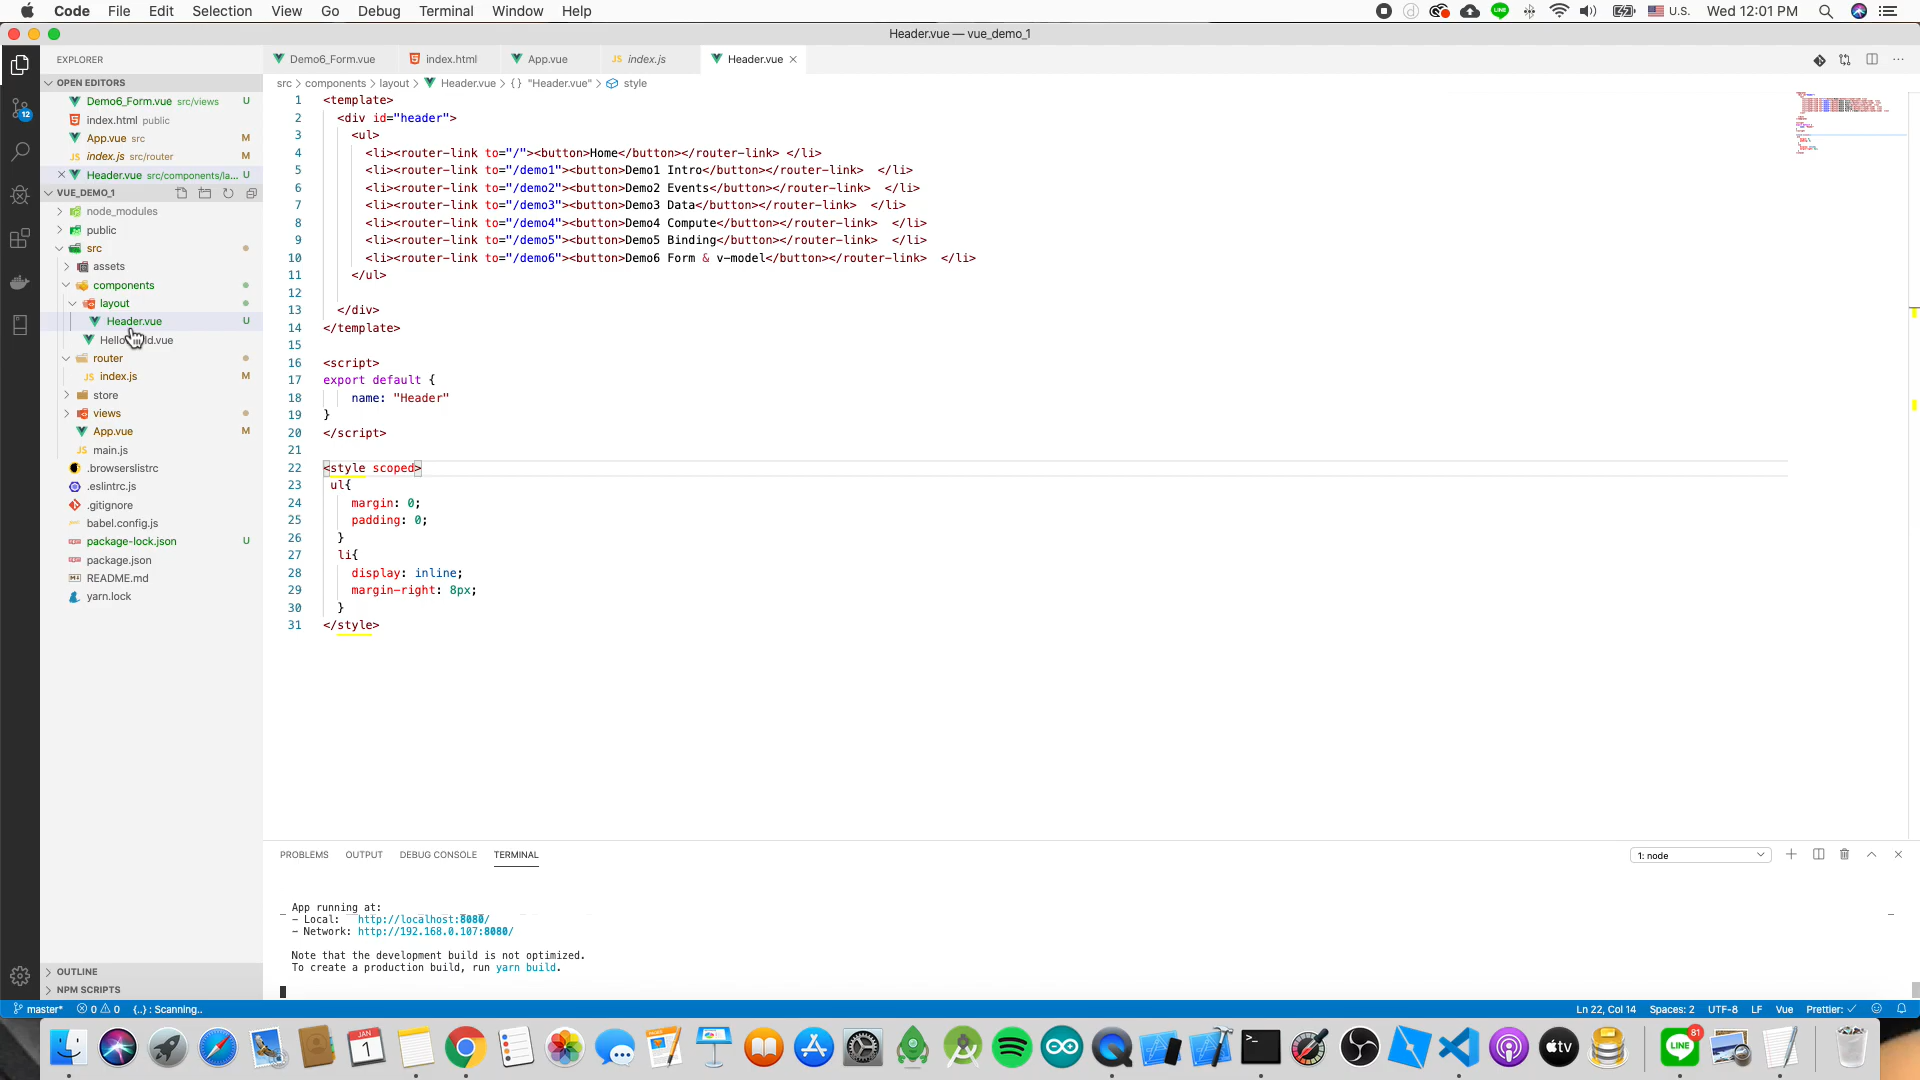 Code File Edit Selection View Go Debug Terminal Window Help
U.S. Wed 12:01 PM
Header.vue — vue_demo_1
EXPLORER
OPEN EDITORS
Demo6_Form.vue src/views U
index.html public
App.vue src M
index.js src/router M
Header.vue src/components/la... U
VUE_DEMO_1
node_modules
public
src
assets
components
layout
Header.vue U
router
index.js M
store
views
App.vue M
main.js
.browserslistrc
.eslintrc.js
.gitignore
babel.config.js
package-lock.json U
package.json
README.md
yarn.lock
OUTLINE
NPM SCRIPTS
12
Demo6_Form.vue index.html App.vue JS index.js Header.vue
src > components > layout > Header.vue > {} "Header.vue" > style
1 <template>
2 <div id="header">
3 <ul>
4 <li><router-link to="/"><button>Home</button></router-link> </li>
5 <li><router-link to="/demo1"><button>Demo1 Intro</button></router-link> </li>
6 <li><router-link to="/demo2"><button>Demo2 Events</button></router-link> </li>
7 <li><router-link to="/demo3"><button>Demo3 Data</button></router-link> </li>
8 <li><router-link to="/demo4"><button>Demo4 Compute</button></router-link> </li>
9 <li><router-link to="/demo5"><button>Demo5 Binding</button></router-link> </li>
10 <li><router-link to="/demo6"><button>Demo6 Form & v-model</button></router-link> </li>
11 </ul>
12
13 </div>
14 </template>
15
16 <script>
17 export default {
18 name: "Header"
19 }
20 </script>
21
22 <style scoped>
23 ul{
24 margin: 0;
25 padding: 0;
26 }
27 li{
28 display: inline;
29 margin-right: 8px;
30 }
31 </style>
PROBLEMS OUTPUT DEBUG CONSOLE TERMINAL
1: node
App running at:
- Local: http://localhost:8080/
- Network: http://192.168.0.107:8080/
Note that the development build is not optimized.
To create a production build, run yarn build.
master* 0 0 {..} : Scanning..
Ln 22, Col 14 Spaces: 2 UTF-8 LF Vue Prettier: ✓
JAN
1
tv
LINE
81